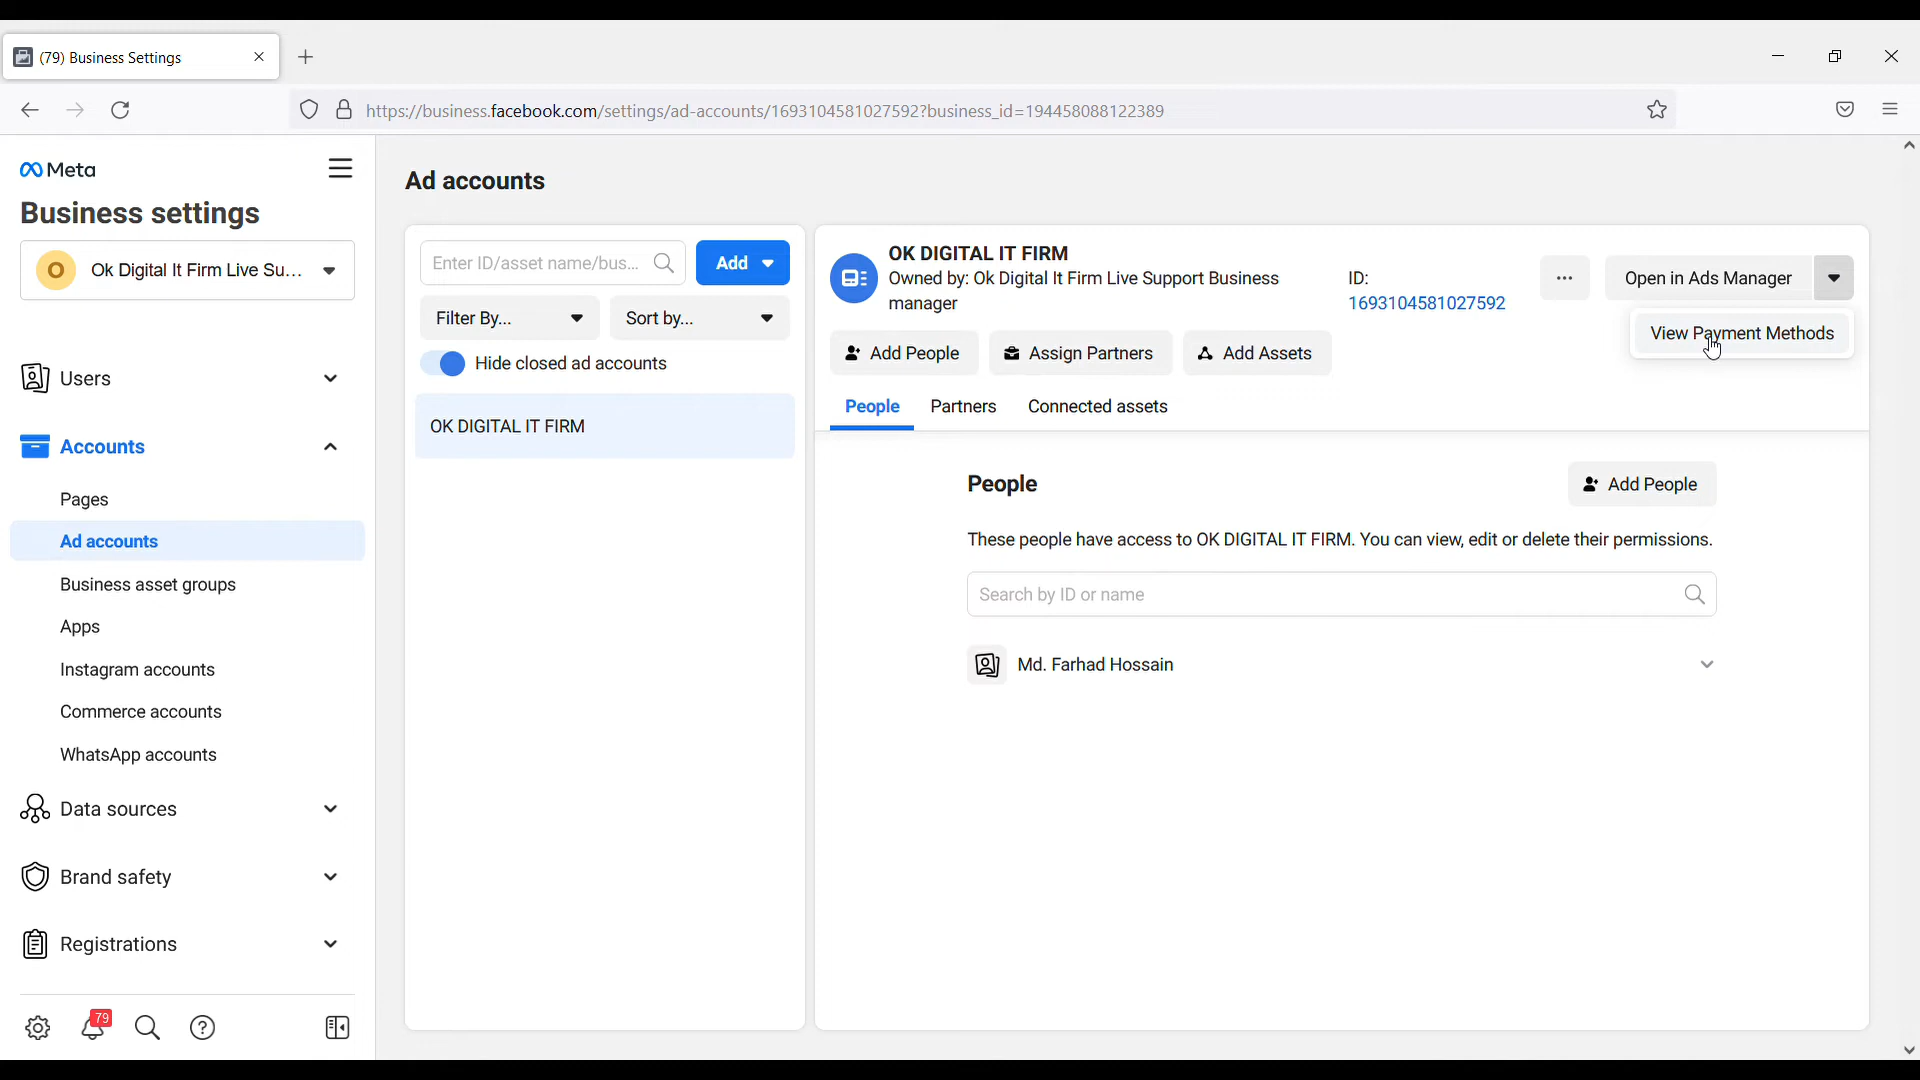 (79) Business Settings
https://business.facebook.com/settings/ad-accounts/1693104581027592?business_id=194458088122389
Meta
Business settings
O Ok Digital It Firm Live Su...
Users
Accounts
Pages
Ad accounts
Business asset groups
Apps
Instagram accounts
Commerce accounts
WhatsApp accounts
Data sources
Brand safety
Registrations
79
Ad accounts
Enter ID/asset name/bus...
Add
Filter By...
Sort by...
Hide closed ad accounts
OK DIGITAL IT FIRM
OK DIGITAL IT FIRM
Owned by: Ok Digital It Firm Live Support Business
manager
ID:
1693104581027592
Open in Ads Manager
View Payment Methods
Add People
Assign Partners
Add Assets
People
Partners
Connected assets
People
Add People
These people have access to OK DIGITAL IT FIRM. You can view, edit or delete their permissions.
Search by ID or name
Md. Farhad Hossain